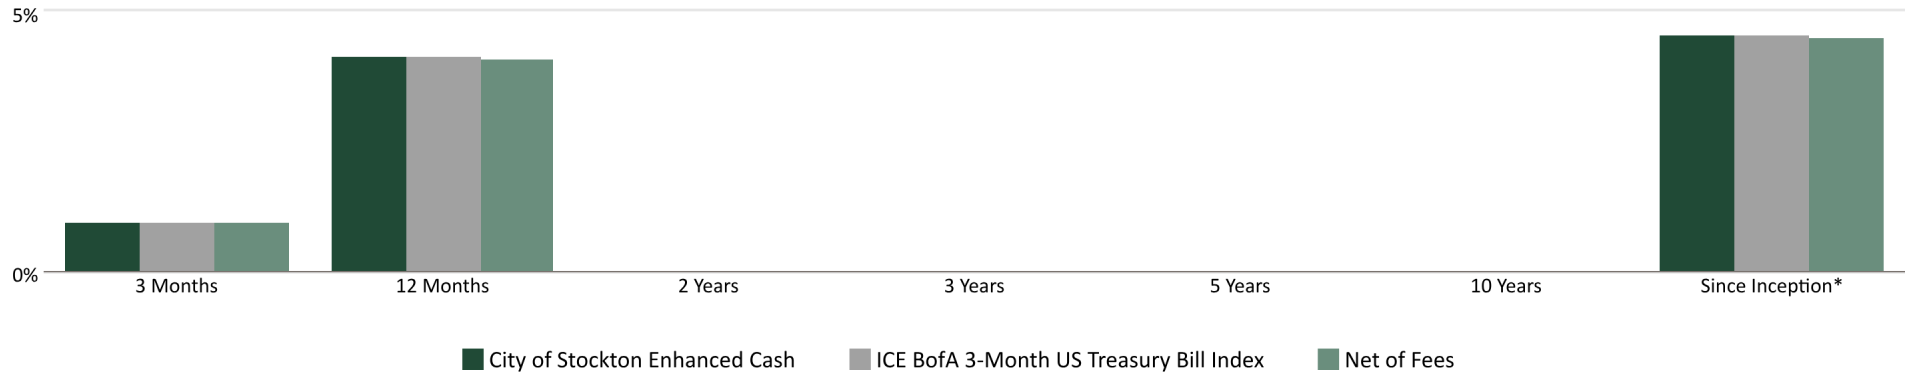 5%
0%
3 Months 12 Months 2 Years 3 Years 5 Years 10 Years Since Inception*
City of Stockton Enhanced Cash ICE BofA 3-Month US Treasury Bill Index Net of Fees